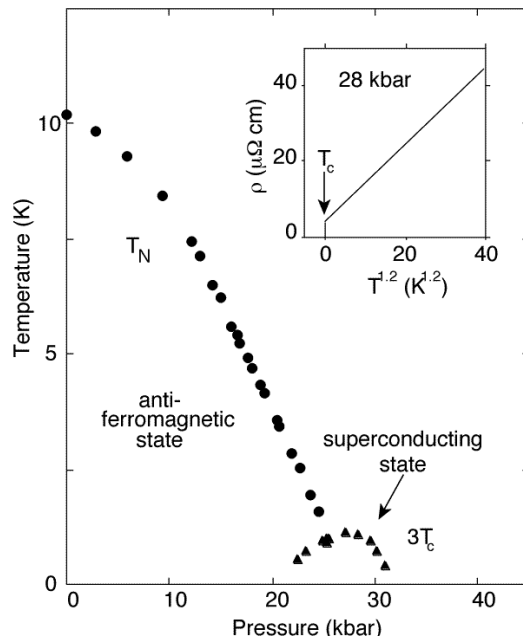 10
5
0
Temperature (K)
0
10
20
30
40
Pressure (kbar)
T_N
anti-
ferromagnetic
state
superconducting
state
3T_c
28 kbar
T_c
40
20
0
ρ (μΩ cm)
0
20
40
T^1.2 (K^1.2)